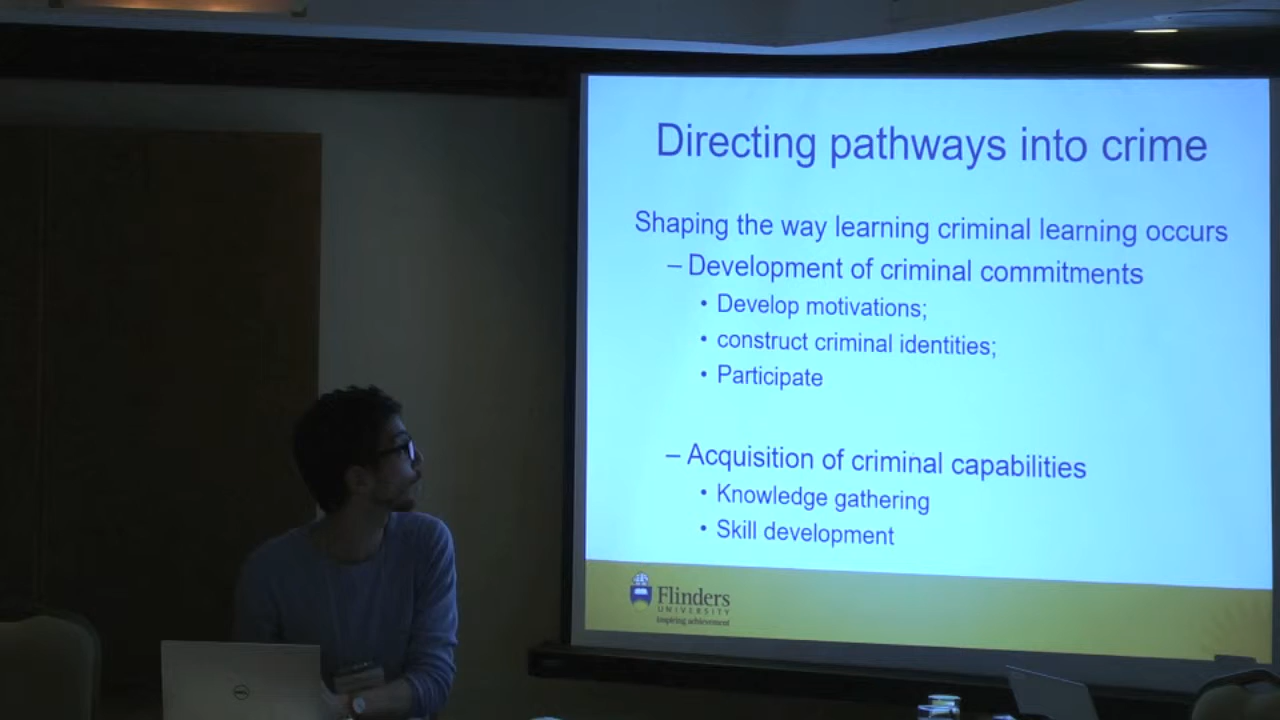 Directing pathways into crime
Shaping the way learning criminal learning occurs
– Development of criminal commitments
• Develop motivations;
• construct criminal identities;
• Participate
– Acquisition of criminal capabilities
• Knowledge gathering
• Skill development
Flinders
UNIVERSITY
inspiring achievement
DELL